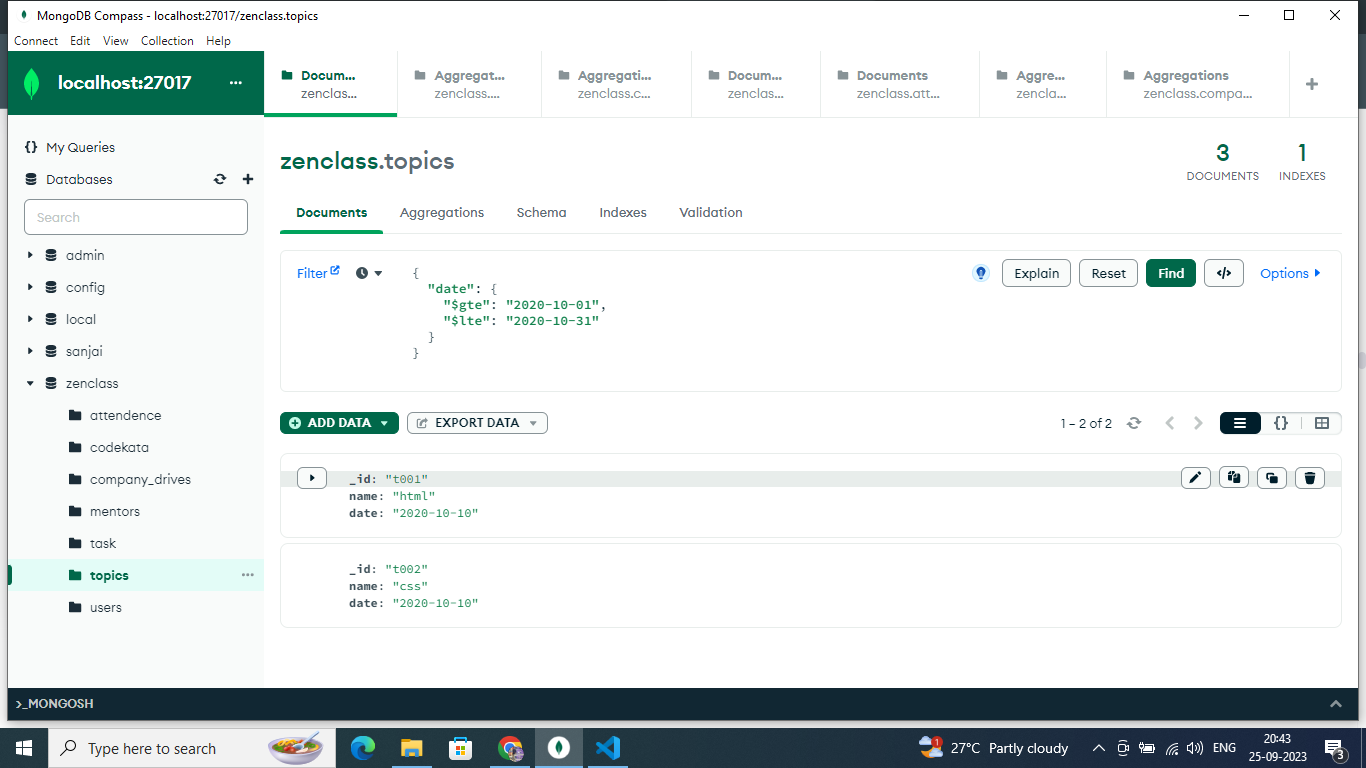 MongoDB Compass - localhost:27017/zenclass.topics
Connect Edit View Collection Help
localhost:27017
...
My Queries
Databases
Search
admin
config
local
sanjai
zenclass
attendence
codekata
company_drives
mentors
task
topics
...
users
Docum...
zenclas...
Aggregat...
zenclass....
Aggregati...
zenclass.c...
Docum...
zenclas...
Documents
zenclass.att...
Aggre...
zencla...
Aggregations
zenclass.compa...
zenclass.topics
3
DOCUMENTS
1
INDEXES
Documents Aggregations Schema Indexes Validation
Filter
{
"date": {
"$gte": "2020-10-01",
"$lte": "2020-10-31"
}
}
Explain Reset Find </> Options
ADD DATA EXPORT DATA 1 – 2 of 2 {}
_id: "t001"
name: "html"
date: "2020-10-10"
_id: "t002"
name: "css"
date: "2020-10-10"
>_MONGOSH
Type here to search
27°C Partly cloudy
1
ENG
20:43
25-09-2023
3